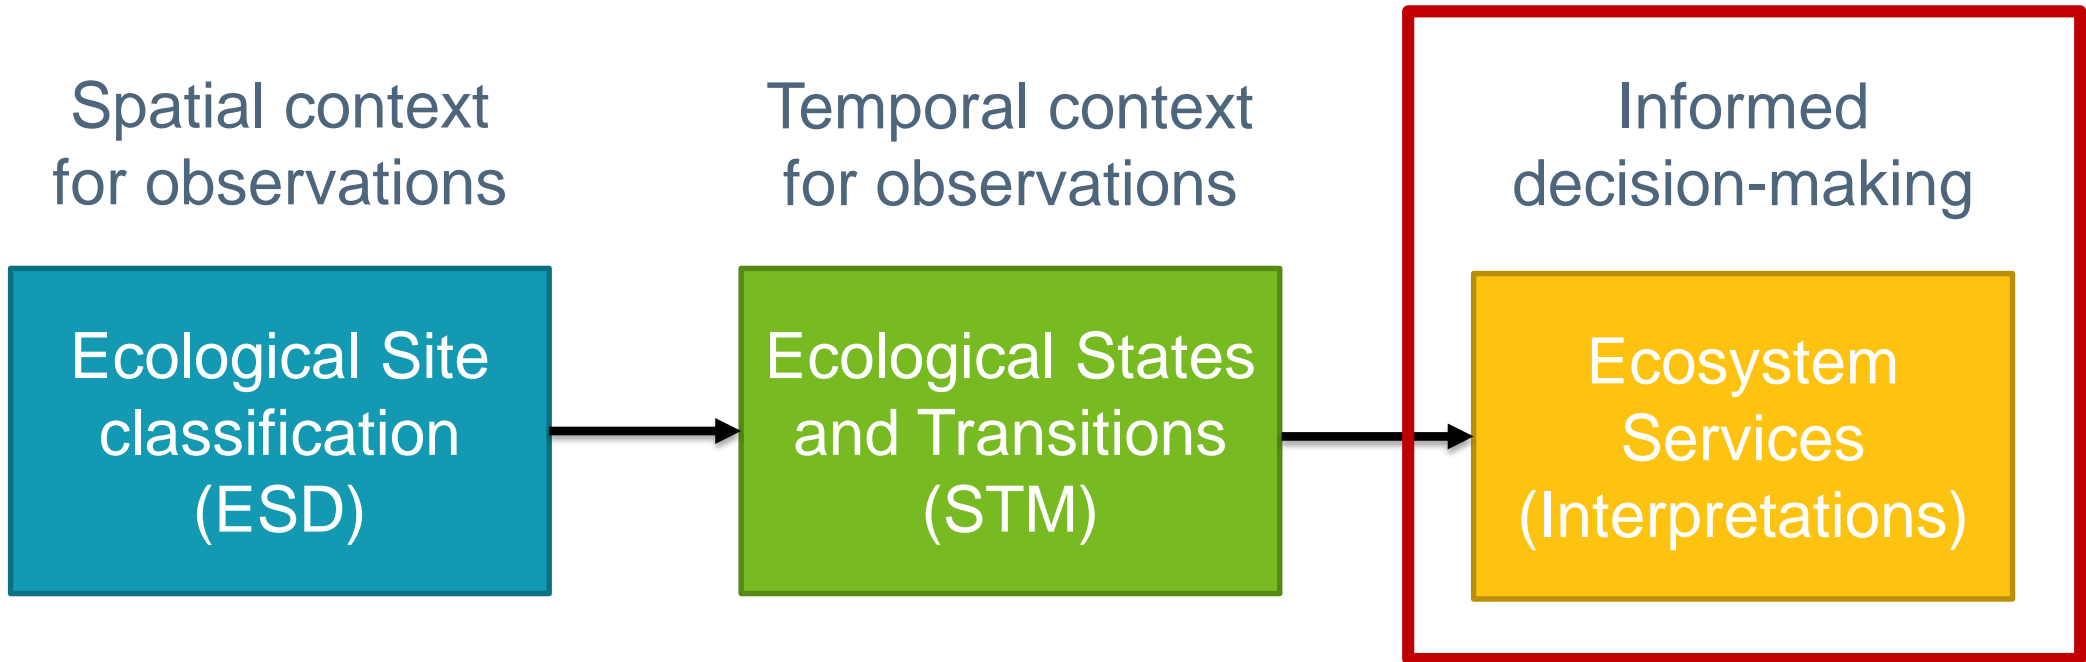 Spatial context
for observations
Temporal context
for observations
Informed
decision-making
Ecological Site
classification
(ESD)
Ecological States
and Transitions
(STM)
Ecosystem
Services
(Interpretations)